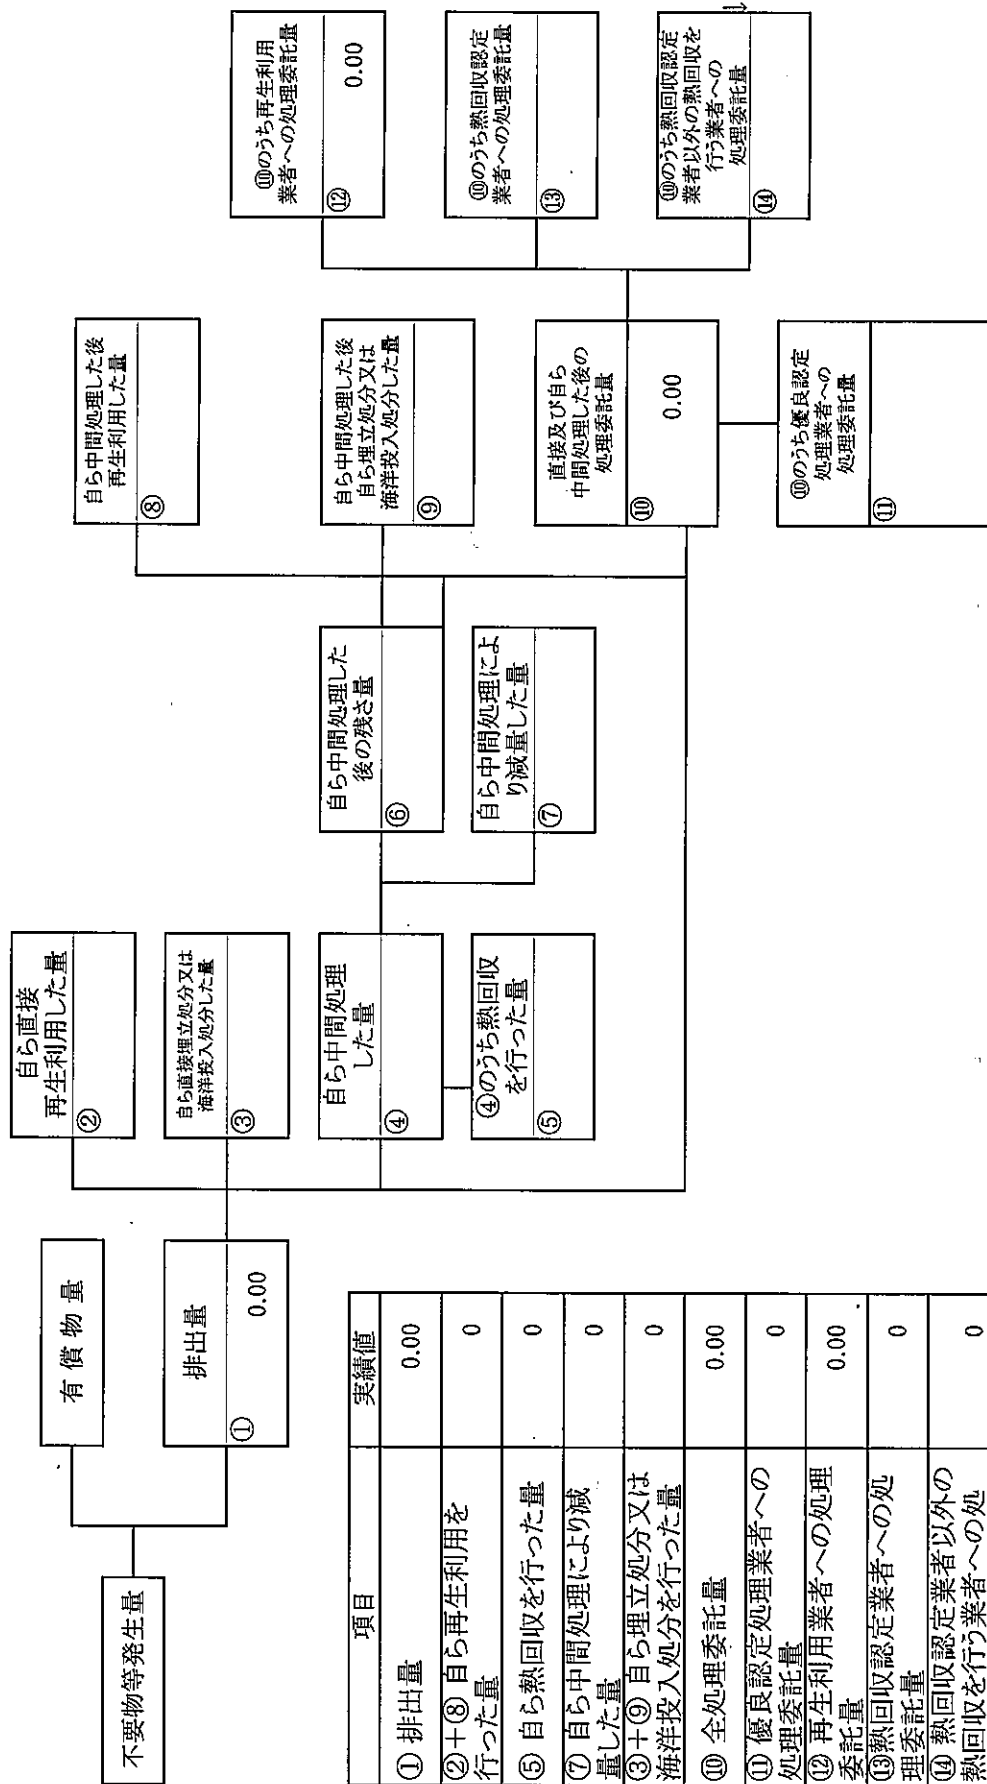 不要物等発生量
有償物量
排出量
①
0.00
自ら直接
再生利用した量
②
自ら直接埋立処分又は
海洋投入処分した量
③
自ら中間処理
した量
④
④のうち熱回収
を行った量
⑤
自ら中間処理した
後の残さ量
⑥
自ら中間処理によ
り減量した量
⑦
自ら中間処理した後
再生利用した量
⑧
自ら中間処理した後
自ら埋立処分又は
海洋投入処分した量
⑨
直接及び自ら
中間処理した後の
処理委託量
⑩
0.00
⑩のうち優良認定
処理業者への
処理委託量
⑪
⑩のうち再生利用
業者への処理委託量
⑫
0.00
⑩のうち熱回収認定
業者への処理委託量
⑬
⑩のうち熱回収認定
業者以外の熱回収を
行う業者への
処理委託量
⑭
項目 実績値
① 排出量 0.00
②+⑧ 自ら再生利用を
行った量 0
⑤ 自ら熱回収を行った量 0
⑦ 自ら中間処理により減
量した量 0
③+⑨ 自ら埋立処分又は
海洋投入処分を行った量 0
⑩ 全処理委託量 0.00
⑪ 優良認定処理業者への
処理委託量 0
⑫ 再生利用業者への処理
委託量 0.00
⑬熱回収認定業者への処
理委託量 0
⑭ 熱回収認定業者以外の
熱回収を行う業者への処 0